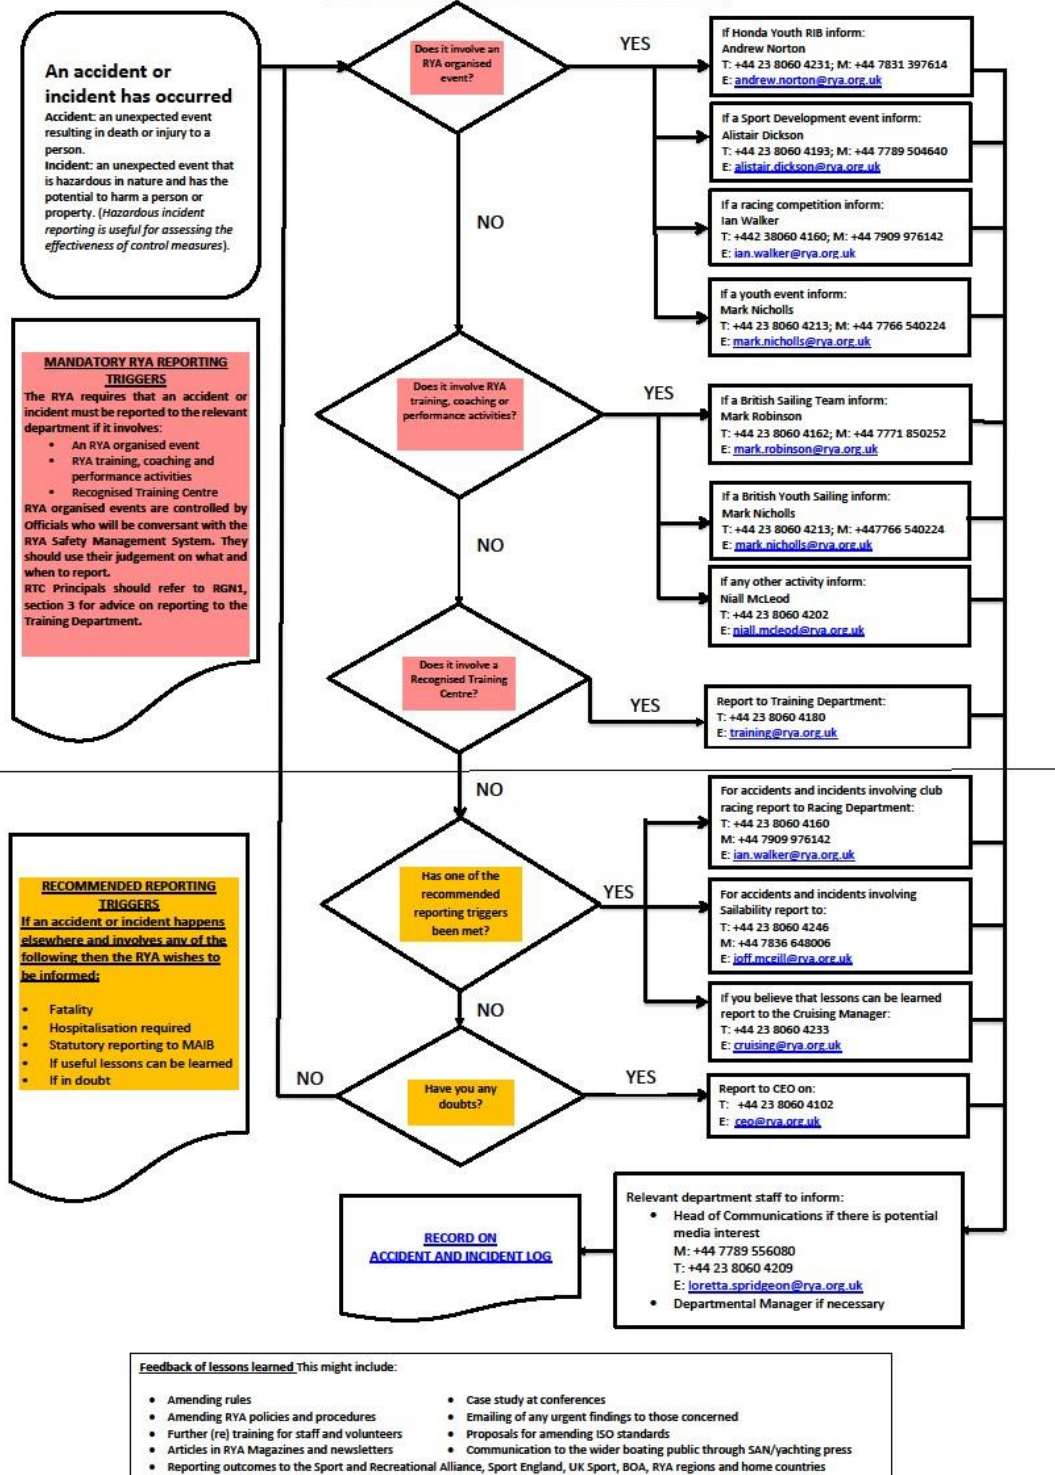 An accident or
incident has occurred
Accident: an unexpected event
resulting in death or injury to a
person.
Incident: an unexpected event that
is hazardous in nature and has the
potential to harm a person or
property. (Hazardous incident
reporting is useful for assessing the
effectiveness of control measures).
Does it involve an
RYA organised
event?
YES
NO
If Honda Youth RIB inform:
Andrew Norton
T: +44 23 8060 4231; M: +44 7831 397614
E: andrew.norton@rya.org.uk
If a Sport Development event inform:
Alistair Dickson
T: +44 23 8060 4193; M: +44 7789 504640
E: alistair.dickson@rya.org.uk
If a racing competition inform:
Ian Walker
T: +442 38060 4160; M: +44 7909 976142
E: ian.walker@rya.org.uk
If a youth event inform:
Mark Nicholls
T: +44 23 8060 4213; M: +44 7766 540224
E: mark.nicholls@rya.org.uk
MANDATORY RYA REPORTING
TRIGGERS
The RYA requires that an accident or
incident must be reported to the relevant
department if it involves:
• An RYA organised event
• RYA training, coaching and
performance activities
• Recognised Training Centre
RYA organised events are controlled by
Officials who will be conversant with the
RYA Safety Management System. They
should use their judgement on what and
when to report.
RTC Principals should refer to RGN1,
section 3 for advice on reporting to the
Training Department.
Does it involve RYA
training, coaching or
performance activities?
YES
NO
If a British Sailing Team inform:
Mark Robinson
T: +44 23 8060 4162; M: +44 7771 850252
E: mark.robinson@rya.org.uk
If a British Youth Sailing inform:
Mark Nicholls
T: +44 23 8060 4213; M: +447766 540224
E: mark.nicholls@rya.org.uk
If any other activity inform:
Niall McLeod
T: +44 23 8060 4202
E: niall.mcleod@rya.org.uk
Does it involve a
Recognised Training
Centre?
YES
NO
Report to Training Department:
T: +44 23 8060 4180
E: training@rya.org.uk
RECOMMENDED REPORTING
TRIGGERS
If an accident or incident happens
elsewhere and involves any of the
following then the RYA wishes to
be informed:
• Fatality
• Hospitalisation required
• Statutory reporting to MAIB
• If useful lessons can be learned
• If in doubt
Has one of the
recommended
reporting triggers
been met?
YES
NO
For accidents and incidents involving club
racing report to Racing Department:
T: +44 23 8060 4160
M: +44 7909 976142
E: ian.walker@rya.org.uk
For accidents and incidents involving
Sailability report to:
T: +44 23 8060 4246
M: +44 7836 648006
E: joff.mcgill@rya.org.uk
If you believe that lessons can be learned
report to the Cruising Manager:
T: +44 23 8060 4233
E: cruising@rya.org.uk
Have you any
doubts?
NO
YES
Report to CEO on:
T: +44 23 8060 4102
E: ceo@rya.org.uk
Relevant department staff to inform:
• Head of Communications if there is potential
media interest
M: +44 7789 556080
T: +44 23 8060 4209
E: loretta.spridgeon@rya.org.uk
• Departmental Manager if necessary
RECORD ON
ACCIDENT AND INCIDENT LOG
Feedback of lessons learned This might include:
• Amending rules
• Amending RYA policies and procedures
• Further (re) training for staff and volunteers
• Articles in RYA Magazines and newsletters
• Case study at conferences
• Emailing of any urgent findings to those concerned
• Proposals for amending ISO standards
• Communication to the wider boating public through SAN/yachting press
• Reporting outcomes to the Sport and Recreational Alliance, Sport England, UK Sport, BOA, RYA regions and home countries